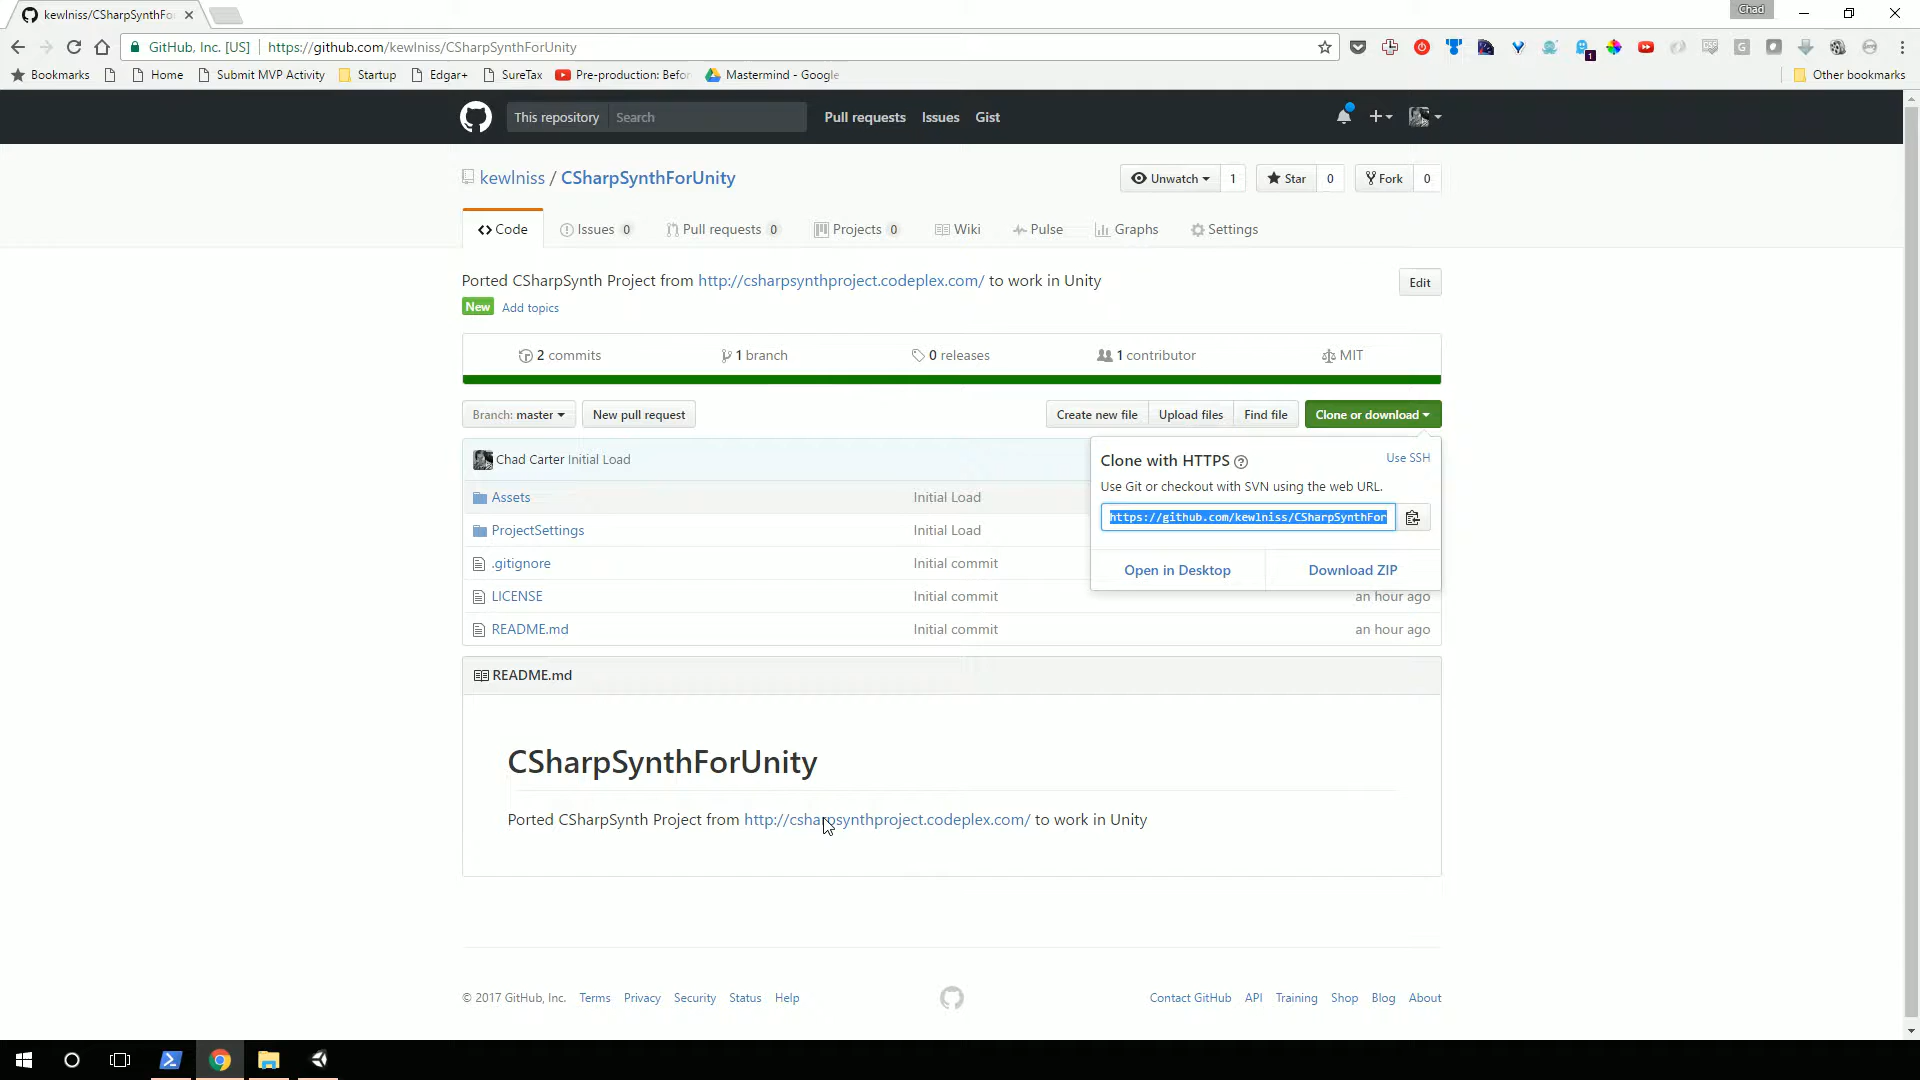 kewlniss/CSharpSynthFo
Chad
GitHub, Inc. [US]
https://github.com/kewlniss/CSharpSynthForUnity
1
Bookmarks
Home
Submit MVP Activity
Startup
Edgar+
SureTax
Pre-production: Befor
Mastermind - Google
Other bookmarks
This repository
Search
Pull requests
Issues
Gist
kewlniss / CSharpSynthForUnity
Unwatch 1
Star 0
Fork 0
Code
Issues 0
Pull requests 0
Projects 0
Wiki
Pulse
Graphs
Settings
Ported CSharpSynth Project from http://csharpsynthproject.codeplex.com/ to work in Unity
Edit
New Add topics
2 commits
1 branch
0 releases
1 contributor
MIT
Branch: master
New pull request
Create new file
Upload files
Find file
Clone or download
Chad Carter Initial Load
Clone with HTTPS
Use SSH
Use Git or checkout with SVN using the web URL.
https://github.com/kewlniss/CSharpSynthFor
Open in Desktop
Download ZIP
Assets Initial Load
ProjectSettings Initial Load
.gitignore Initial commit
LICENSE Initial commit an hour ago
README.md Initial commit an hour ago
README.md
CSharpSynthForUnity
Ported CSharpSynth Project from http://csharpsynthproject.codeplex.com/ to work in Unity
© 2017 GitHub, Inc. Terms Privacy Security Status Help
Contact GitHub API Training Shop Blog About